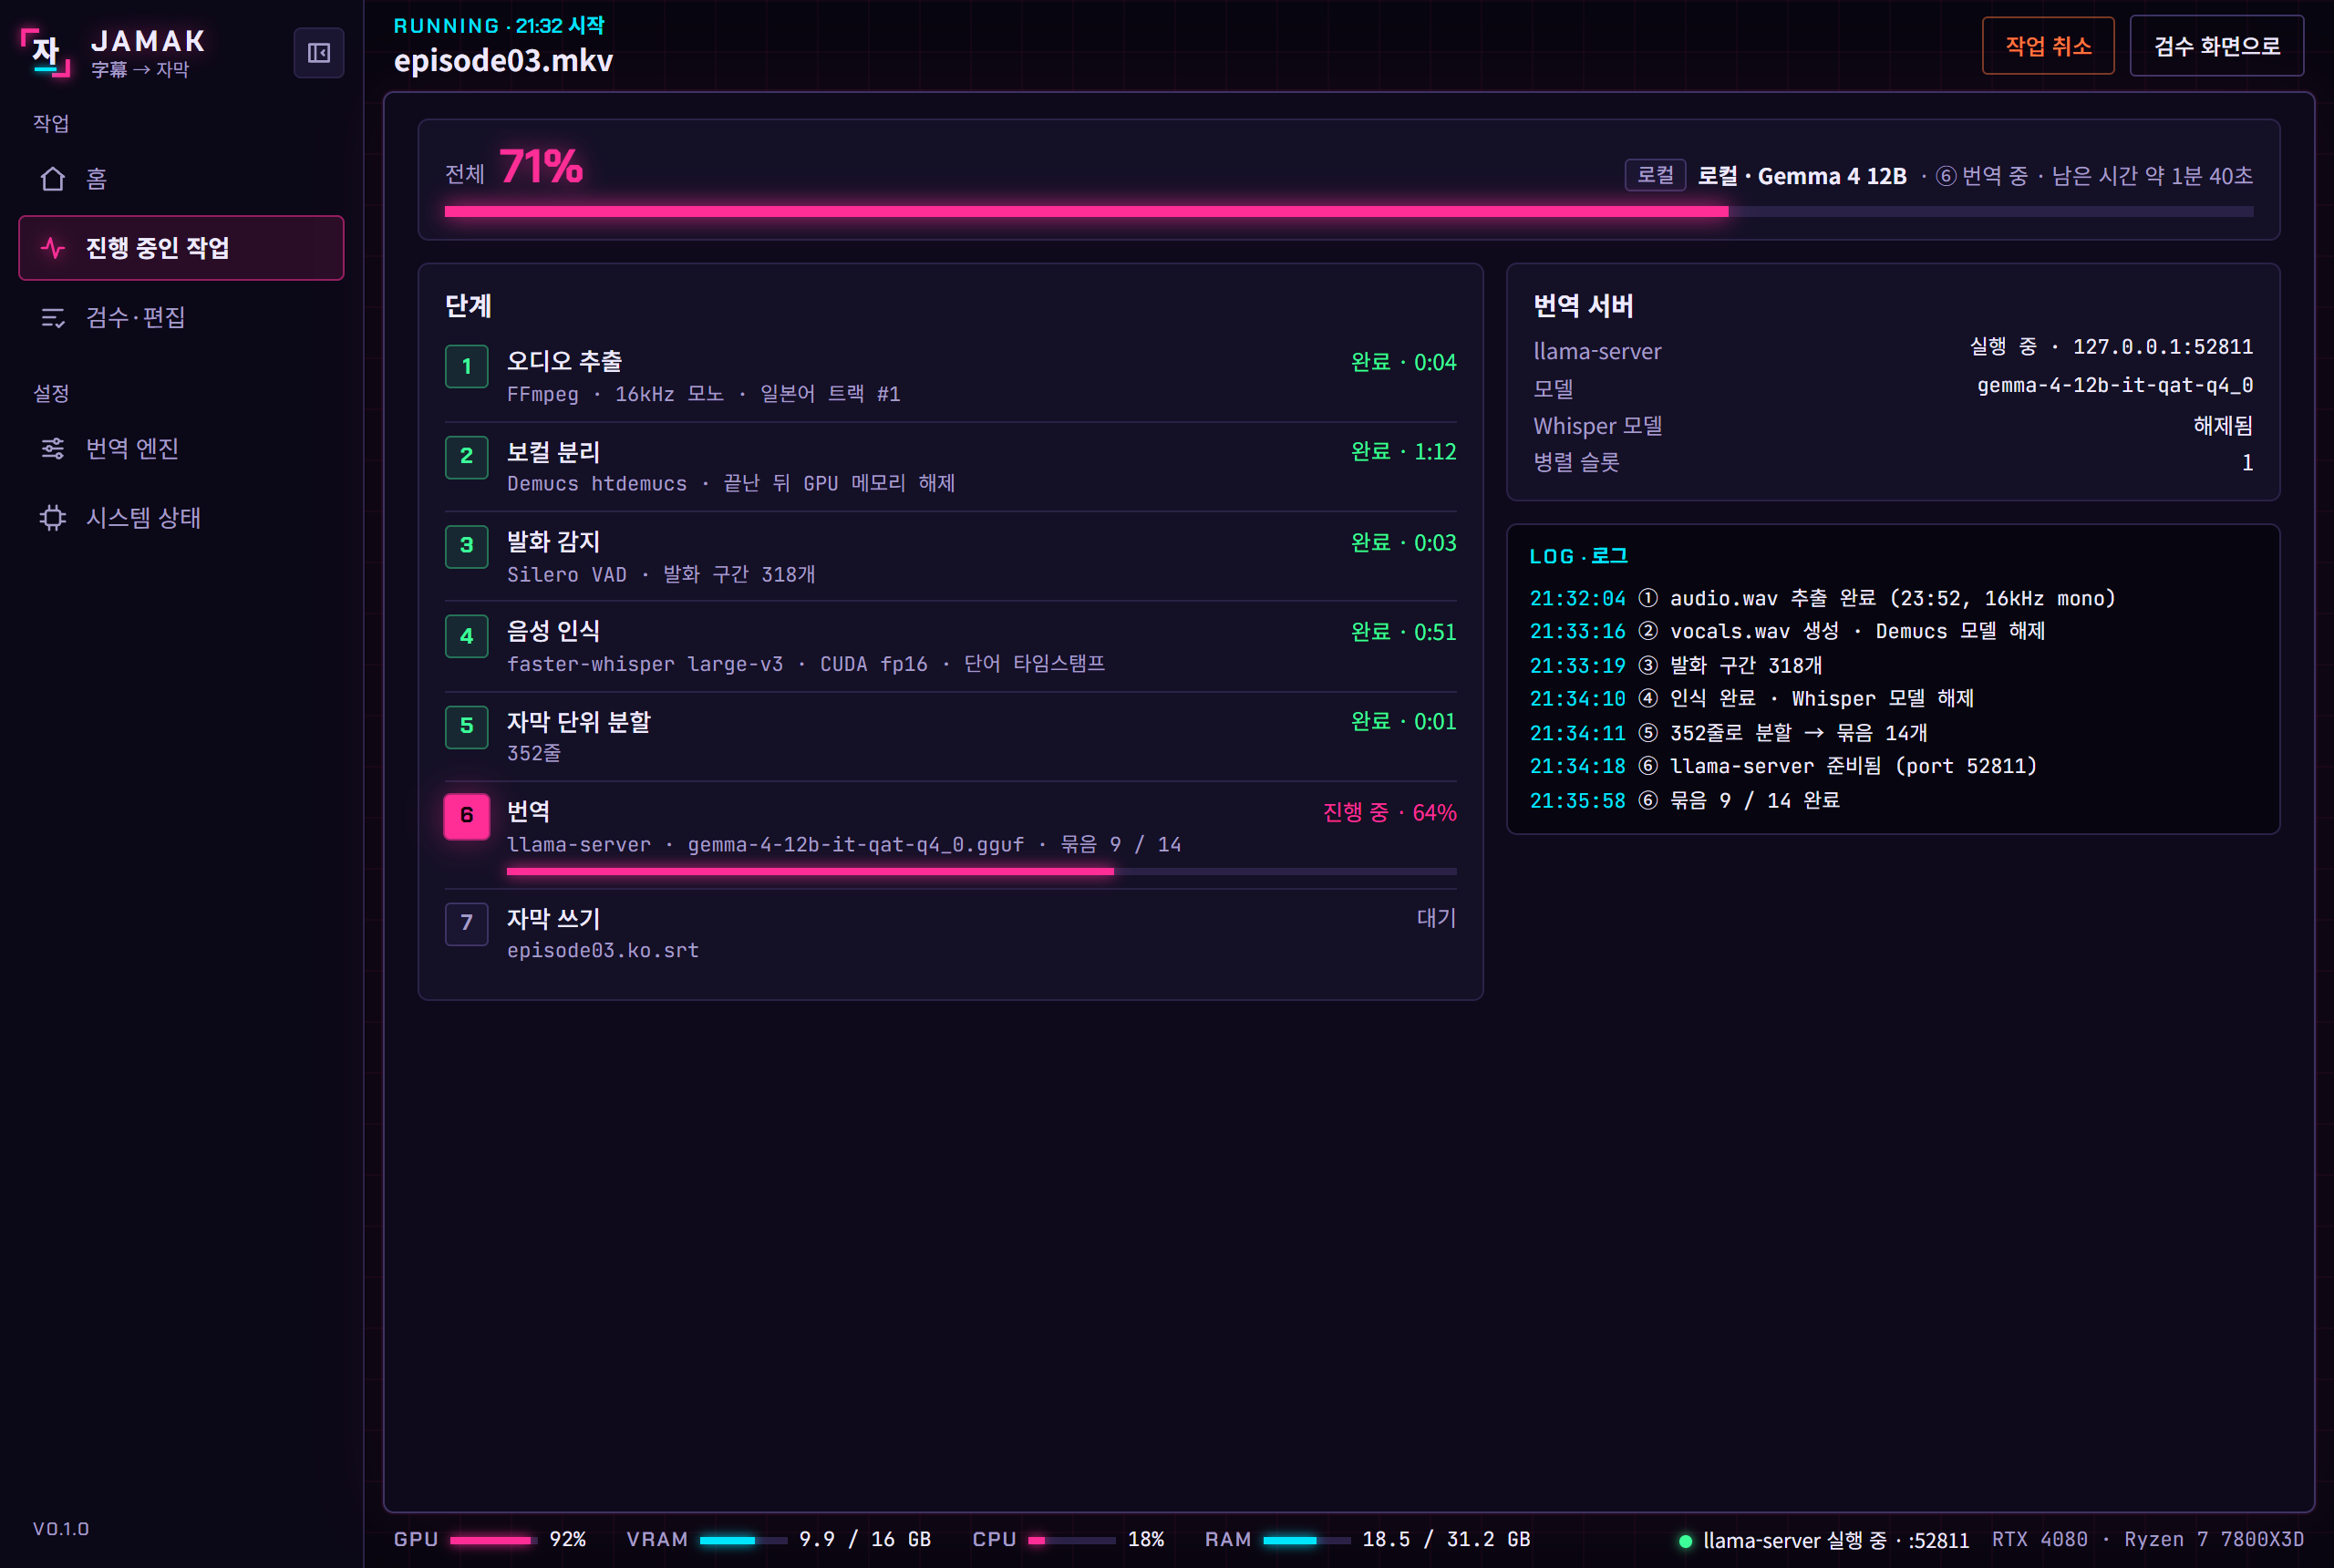 자
JAMAK
字幕 → 자막
작업
홈
진행 중인 작업
검수·편집
설정
번역 엔진
시스템 상태
V0.1.0
RUNNING · 21:32 시작
episode03.mkv
작업 취소
검수 화면으로
전체 71%
로컬 로컬 · Gemma 4 12B · ⑥ 번역 중 · 남은 시간 약 1분 40초
단계
1 오디오 추출 완료 · 0:04
FFmpeg · 16kHz 모노 · 일본어 트랙 #1
2 보컬 분리 완료 · 1:12
Demucs htdemucs · 끝난 뒤 GPU 메모리 해제
3 발화 감지 완료 · 0:03
Silero VAD · 발화 구간 318개
4 음성 인식 완료 · 0:51
faster-whisper large-v3 · CUDA fp16 · 단어 타임스탬프
5 자막 단위 분할 완료 · 0:01
352줄
6 번역 진행 중 · 64%
llama-server · gemma-4-12b-it-qat-q4_0.gguf · 묶음 9 / 14
7 자막 쓰기 대기
episode03.ko.srt
번역 서버
llama-server 실행 중 · 127.0.0.1:52811
모델 gemma-4-12b-it-qat-q4_0
Whisper 모델 해제됨
병렬 슬롯 1
LOG · 로그
21:32:04 ① audio.wav 추출 완료 (23:52, 16kHz mono)
21:33:16 ② vocals.wav 생성 · Demucs 모델 해제
21:33:19 ③ 발화 구간 318개
21:34:10 ④ 인식 완료 · Whisper 모델 해제
21:34:11 ⑤ 352줄로 분할 → 묶음 14개
21:34:18 ⑥ llama-server 준비됨 (port 52811)
21:35:58 ⑥ 묶음 9 / 14 완료
GPU 92% VRAM 9.9 / 16 GB CPU 18% RAM 18.5 / 31.2 GB llama-server 실행 중 · :52811 RTX 4080 · Ryzen 7 7800X3D